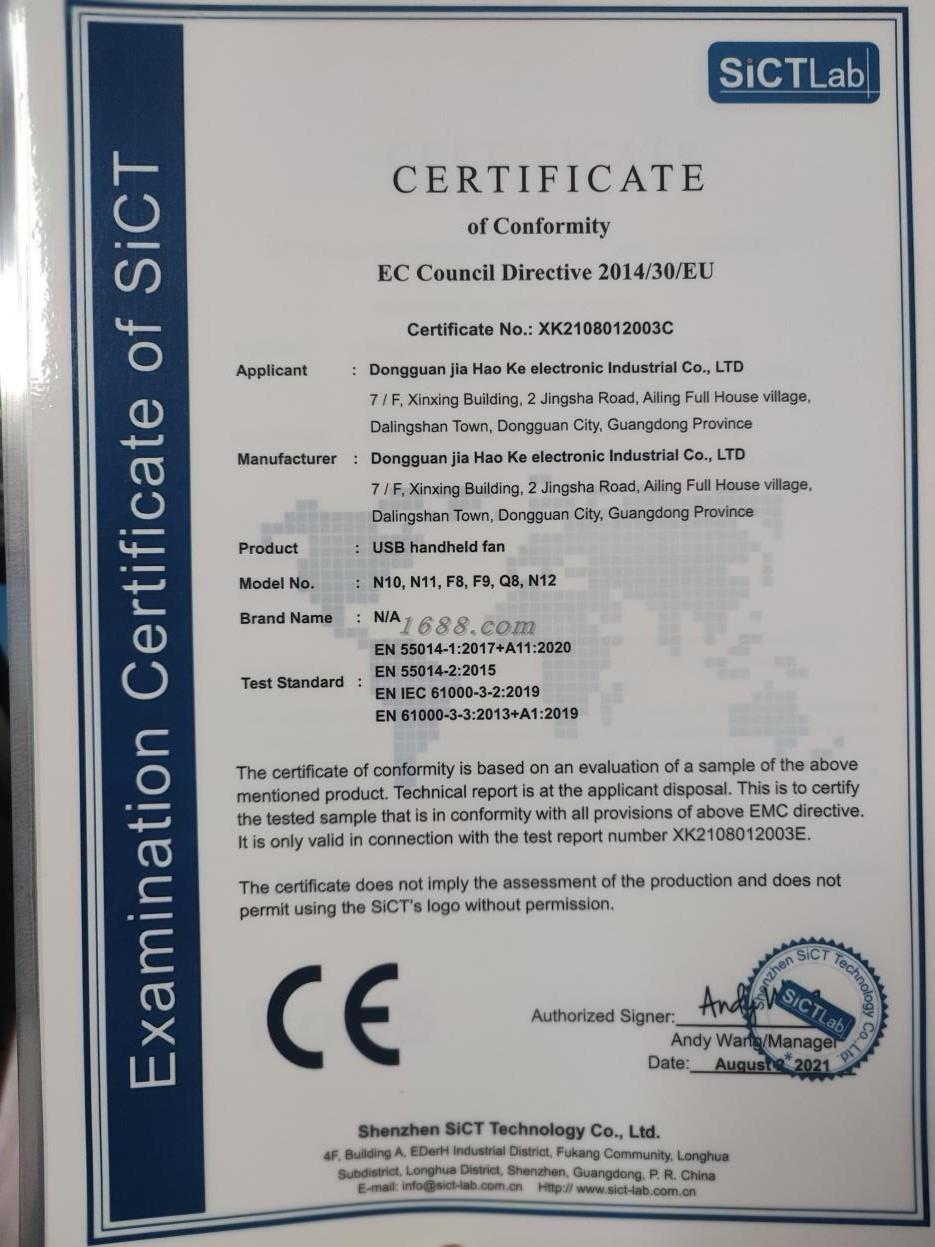 SiCTLab
Examination Certificate of SiCT
CERTIFICATE
of Conformity
EC Council Directive 2014/30/EU
Certificate No.: XK2108012003C
Applicant : Dongguan jia Hao Ke electronic Industrial Co., LTD
7 / F, Xinxing Building, 2 Jingsha Road, Ailing Full House village,
Dalingshan Town, Dongguan City, Guangdong Province
Manufacturer : Dongguan jia Hao Ke electronic Industrial Co., LTD
7 / F, Xinxing Building, 2 Jingsha Road, Ailing Full House village,
Dalingshan Town, Dongguan City, Guangdong Province
Product : USB handheld fan
Model No. : N10, N11, F8, F9, Q8, N12
Brand Name : N/A
1688.com
EN 55014-1:2017+A11:2020
EN 55014-2:2015
Test Standard :
EN IEC 61000-3-2:2019
EN 61000-3-3:2013+A1:2019
The certificate of conformity is based on an evaluation of a sample of the above
mentioned product. Technical report is at the applicant disposal. This is to certify
the tested sample that is in conformity with all provisions of above EMC directive.
It is only valid in connection with the test report number XK2108012003E.
The certificate does not imply the assessment of the production and does not
permit using the SiCT's logo without permission.
CE
Shenzhen SiCT Technology Co.,Ltd.
SiCTLab
Authorized Signer: Andy
Andy Wang/Manager
Date: August 2021
Shenzhen SiCT Technology Co., Ltd.
4F, Building A, EDerH Industrial District, Fukang Community, Longhua
Subdistrict, Longhua District, Shenzhen, Guangdong, P. R. China
E-mail: info@sict-lab.com.cn Http:// www.sict-lab.com.cn